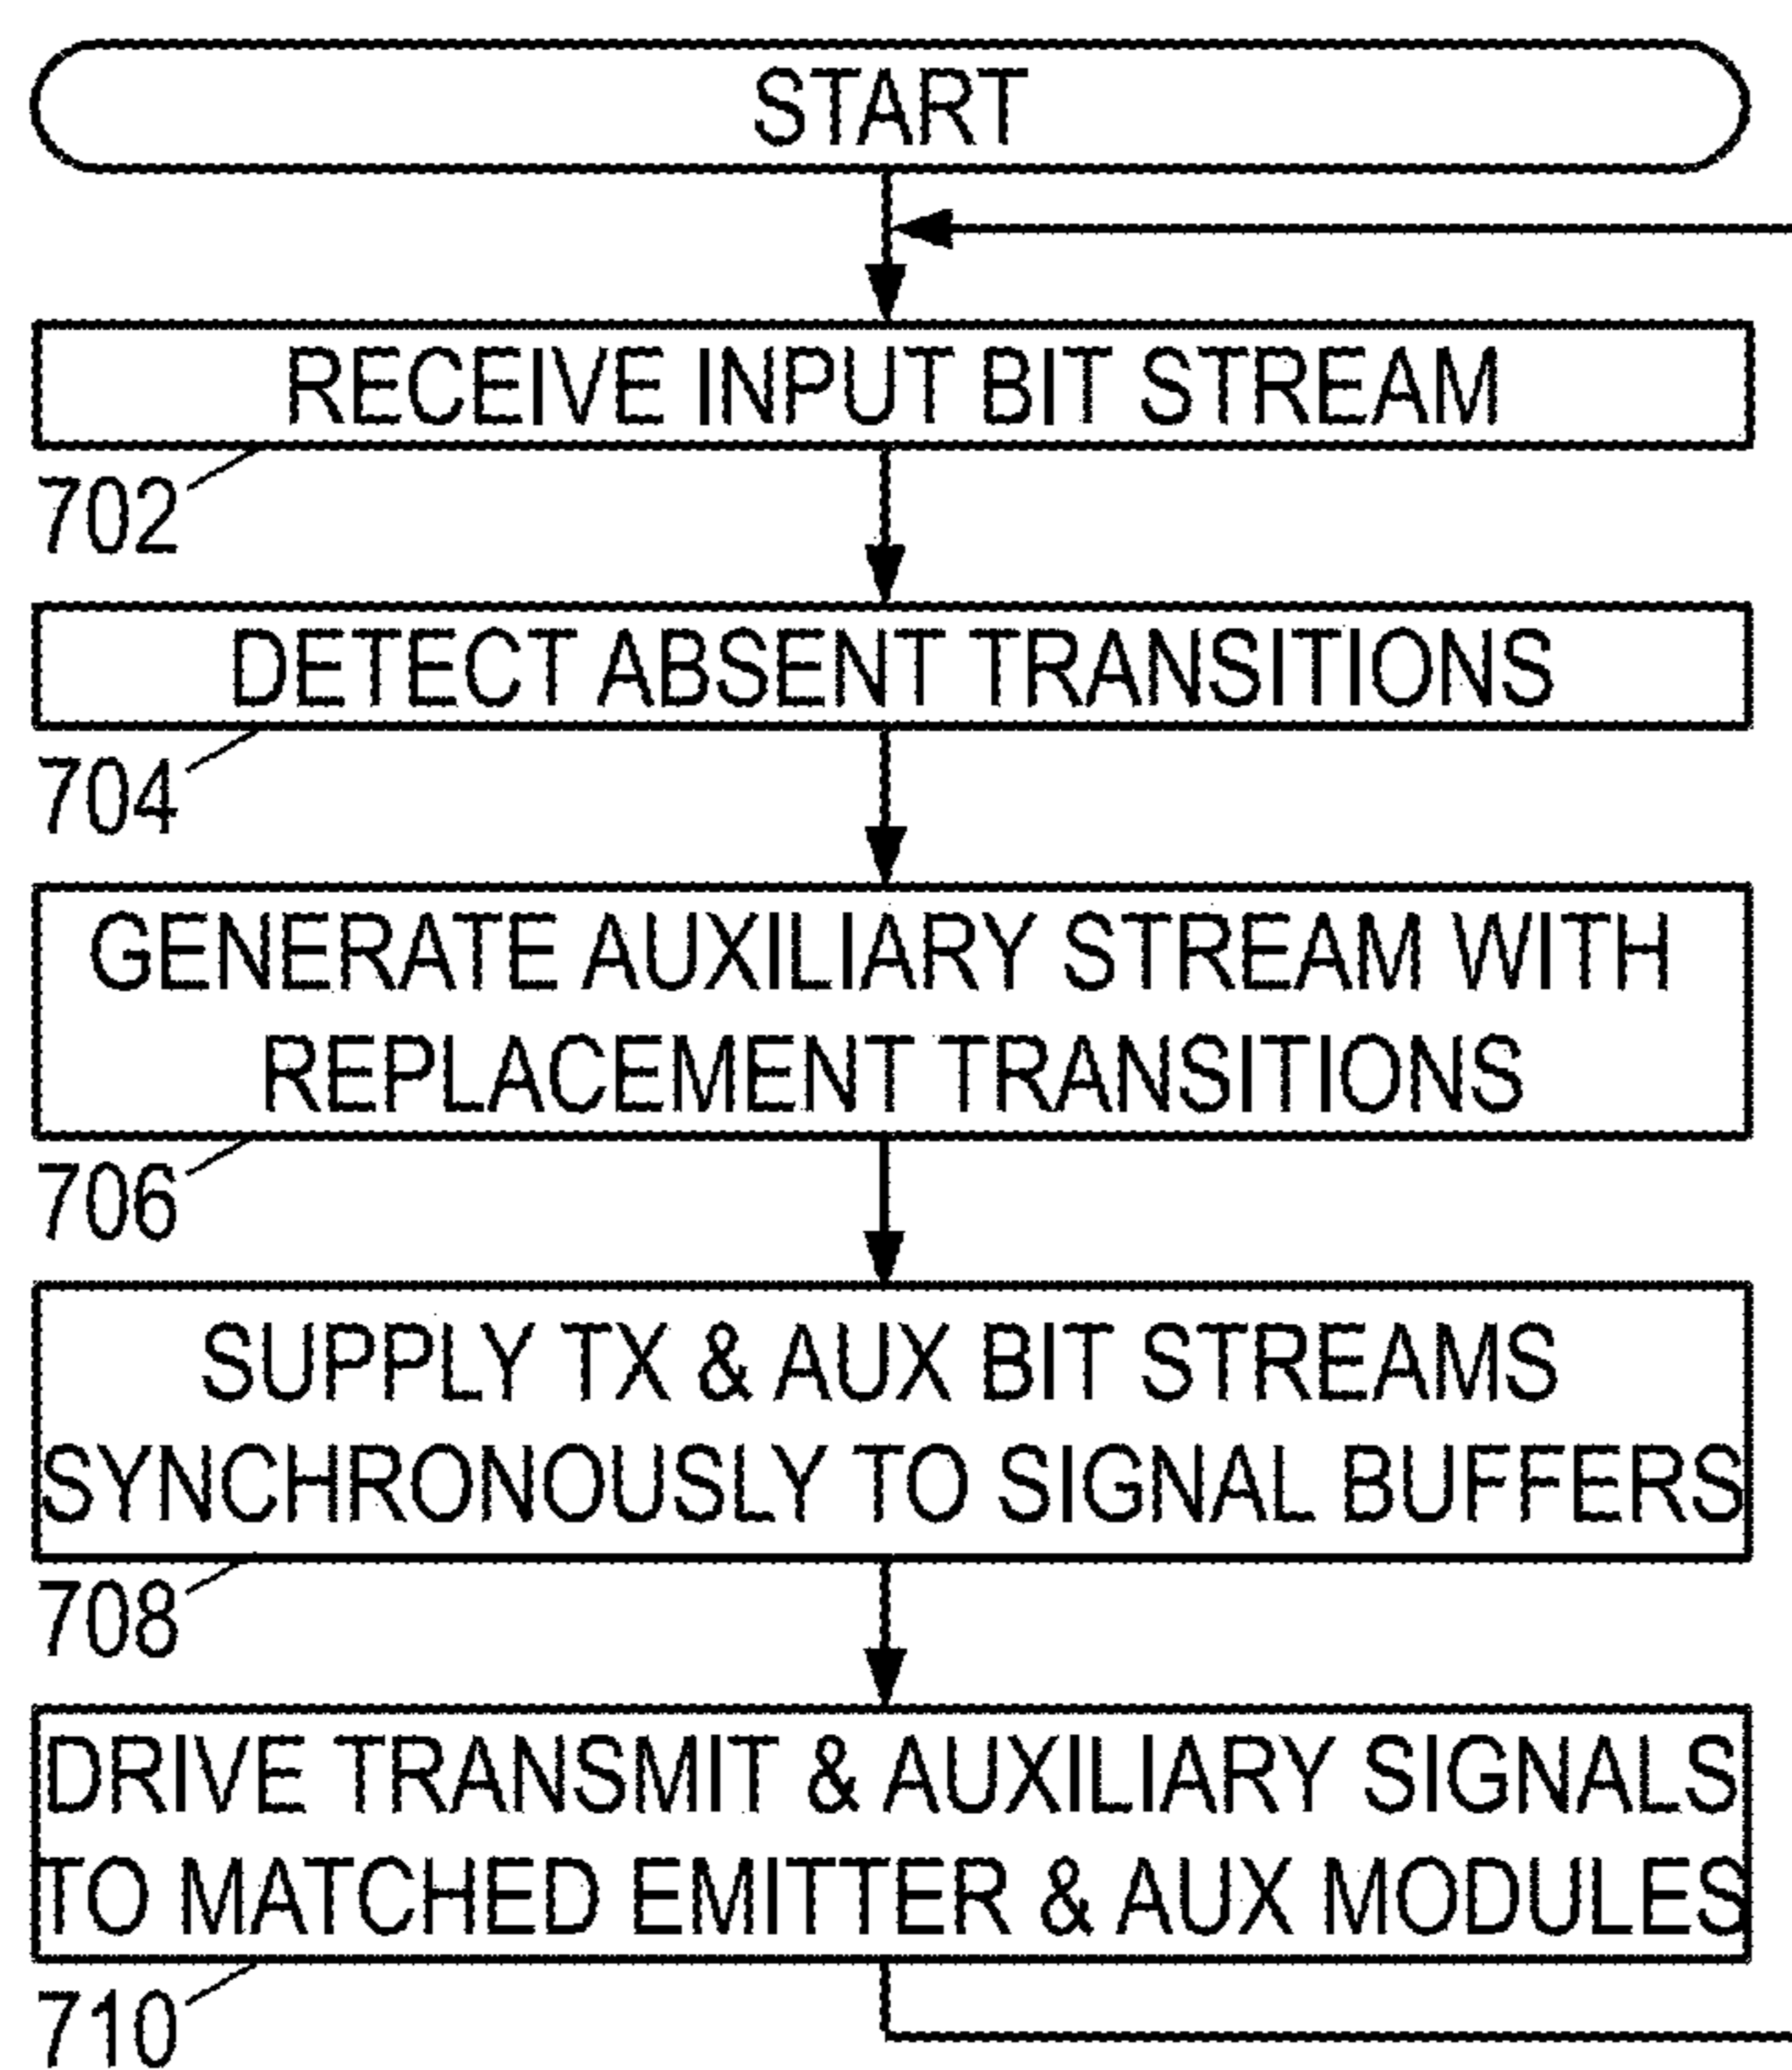 START
RECEIVE INPUT BIT STREAM
702
DETECT ABSENT TRANSITIONS
704
GENERATE AUXILIARY STREAM WITH
REPLACEMENT TRANSITIONS
706
SUPPLY TX & AUX BIT STREAMS
SYNCHRONOUSLY TO SIGNAL BUFFERS
708
DRIVE TRANSMIT & AUXILIARY SIGNALS
TO MATCHED EMITTER & AUX MODULES
710